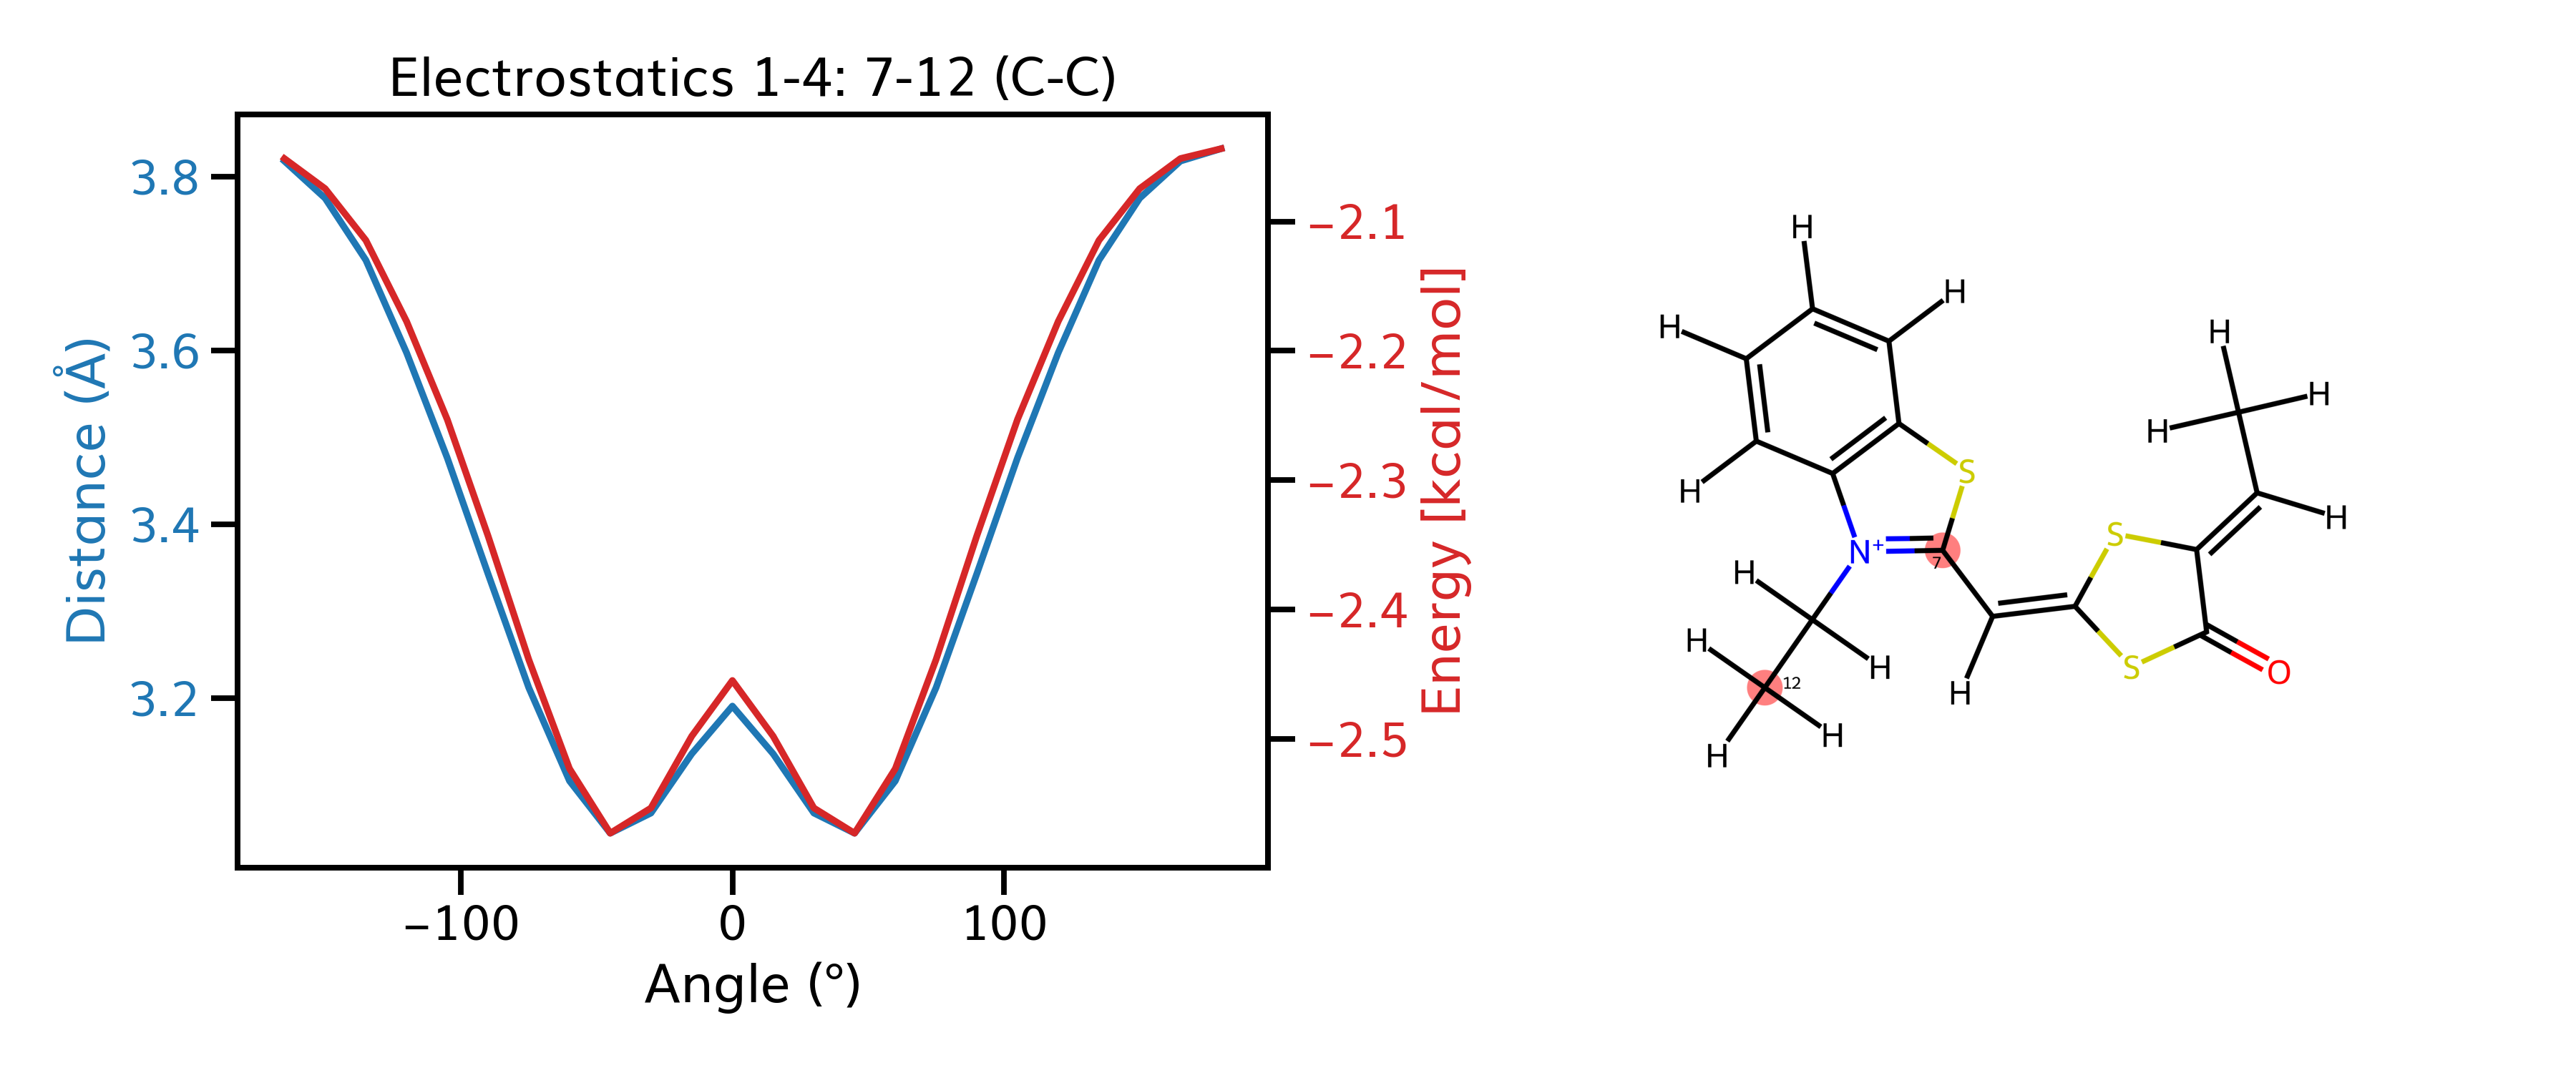 Electrostatics 1-4: 7-12 (C-C)
Distance (Å)
3.8
3.6
3.4
3.2
−100
0
100
Angle (°)
−2.1
−2.2
−2.3
−2.4
−2.5
Energy [kcal/mol]
H
H
H
H
H
S
H
H
S
H
N+
7
H
H
12
H
H
S
O
H
H
H